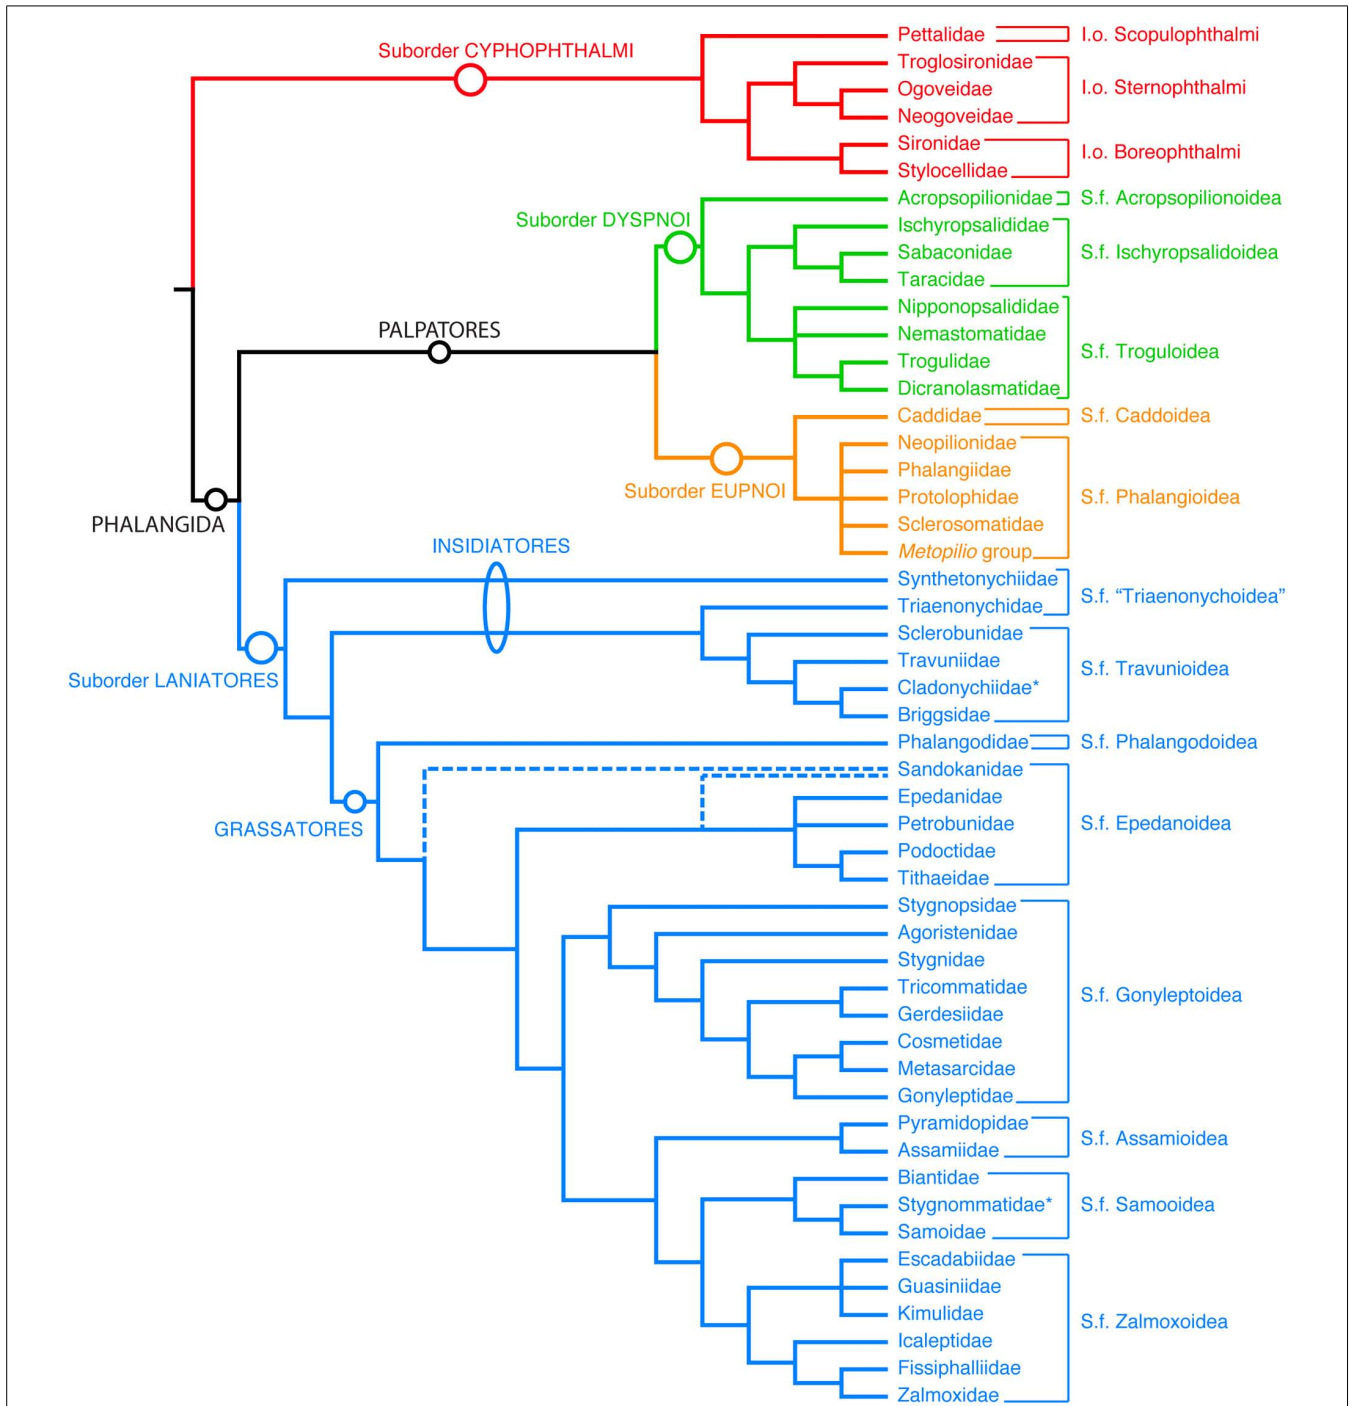 Suborder CYPHOPHTHALMI
Pettalidae
I.o. Scopulophthalmi
Troglosironidae
Ogoveidae
I.o. Sternophthalmi
Neogoveidae
Sironidae
I.o. Boreophthalmi
Stylocellidae
Acropsopilionidae
S.f. Acropsopilionoidea
Suborder DYSPNOI
Ischyropsalididae
Sabaconidae
S.f. Ischyropsalidoidea
Taracidae
Nipponopsalididae
Nemastomatidae
PALPATORES
S.f. Troguloidea
Trogulidae
Dicranolasmatidae
Caddidae
S.f. Caddoidea
Neopilionidae
Phalangiidae
Suborder EUPNOI
Protolophidae
S.f. Phalangioidea
PHALANGIDA
Sclerosomatidae
Metopilio group
INSIDIATORES
Synthetonychiidae
S.f. “Triaenonychoidea”
Triaenonychidae
Sclerobunidae
Travuniidae
S.f. Travunioidea
Suborder LANIATORES
Cladonychiidae*
Briggsidae
Phalangodidae
S.f. Phalangodoidea
Sandokanidae
Epedanidae
GRASSATORES
Petrobunidae
S.f. Epedanoidea
Podoctidae
Tithaeidae
Stygnopsidae
Agoristenidae
Stygnidae
Tricommatidae
S.f. Gonyleptoidea
Gerdesiidae
Cosmetidae
Metasarcidae
Gonyleptidae
Pyramidopidae
S.f. Assamioidea
Assamiidae
Biantidae
Stygnommatidae*
S.f. Samooidea
Samoidae
Escadabiidae
Guasiniidae
Kimulidae
S.f. Zalmoxoidea
Icaleptidae
Fissiphalliidae
Zalmoxidae